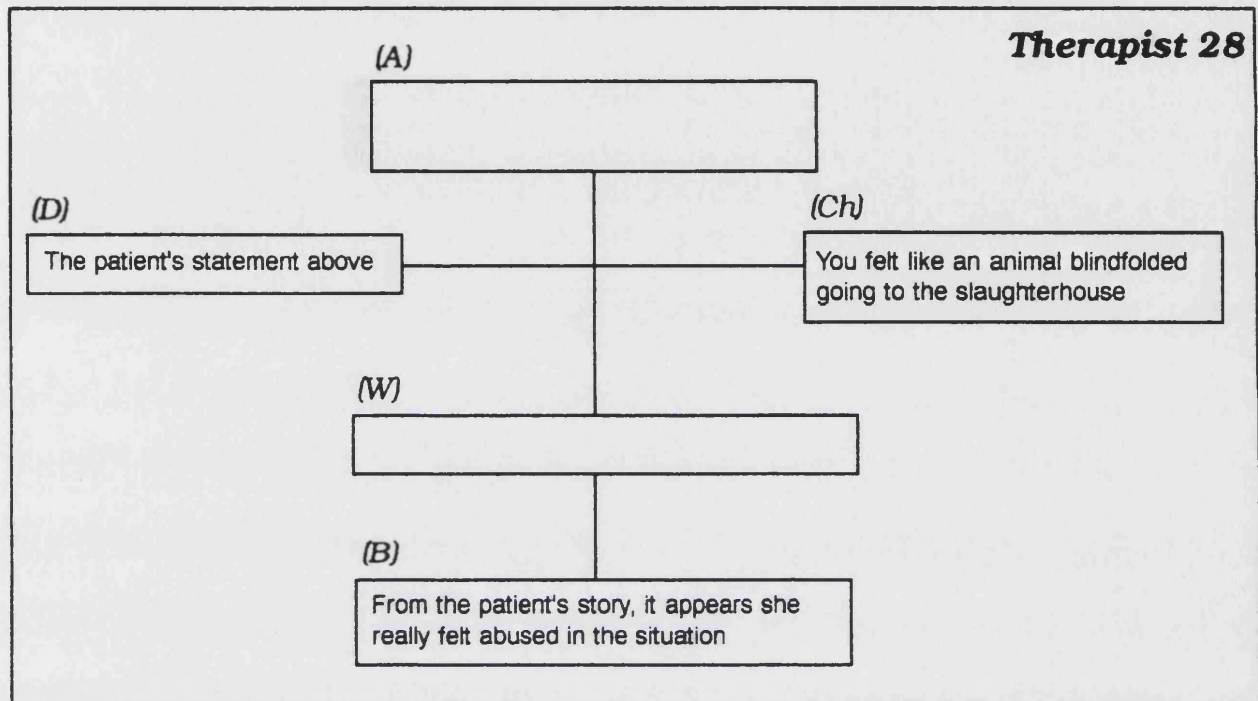 Therapist 28
(A)
(D)
The patient's statement above
(Ch)
You felt like an animal blindfolded
going to the slaughterhouse
(W)
(B)
From the patient's story, it appears she
really felt abused in the situation